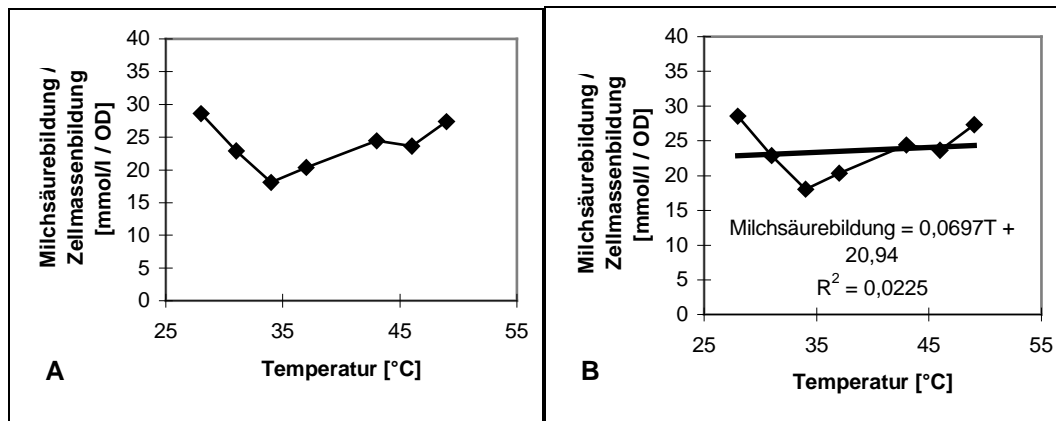 Milchsäurebildung /
Zellmassenbildung
[mmol/l / OD]
40
35
30
25
20
15
10
5
0
25
35
45
55
Temperatur [°C]
A
Milchsäurebildung /
Zellmassenbildung
[mmol/l / OD]
40
35
30
25
20
15
10
5
0
Milchsäurebildung = 0,0697T +
20,94
R² = 0,0225
25
35
45
55
Temperatur [°C]
B